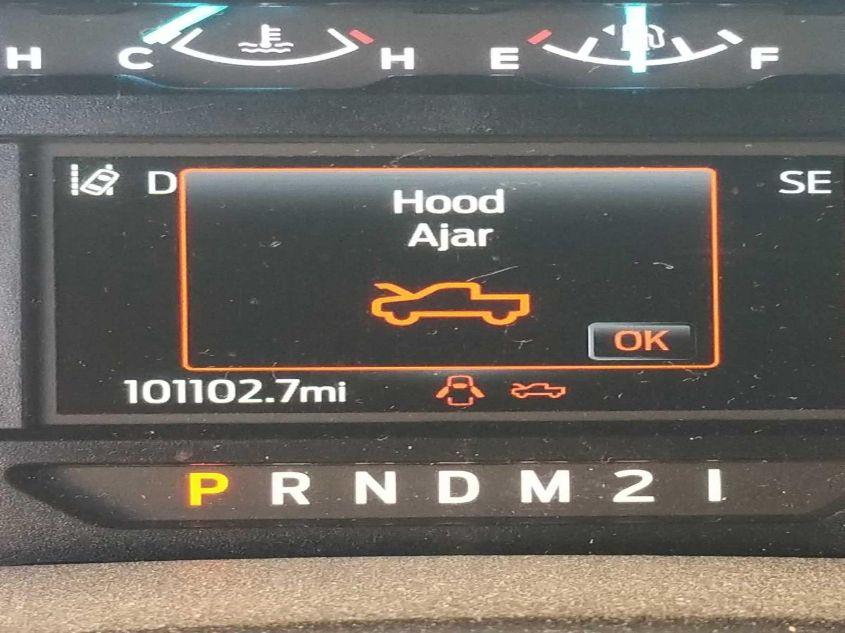 H C H E F
D SE
Hood
Ajar
OK
101102.7mi
P R N D M 2 1